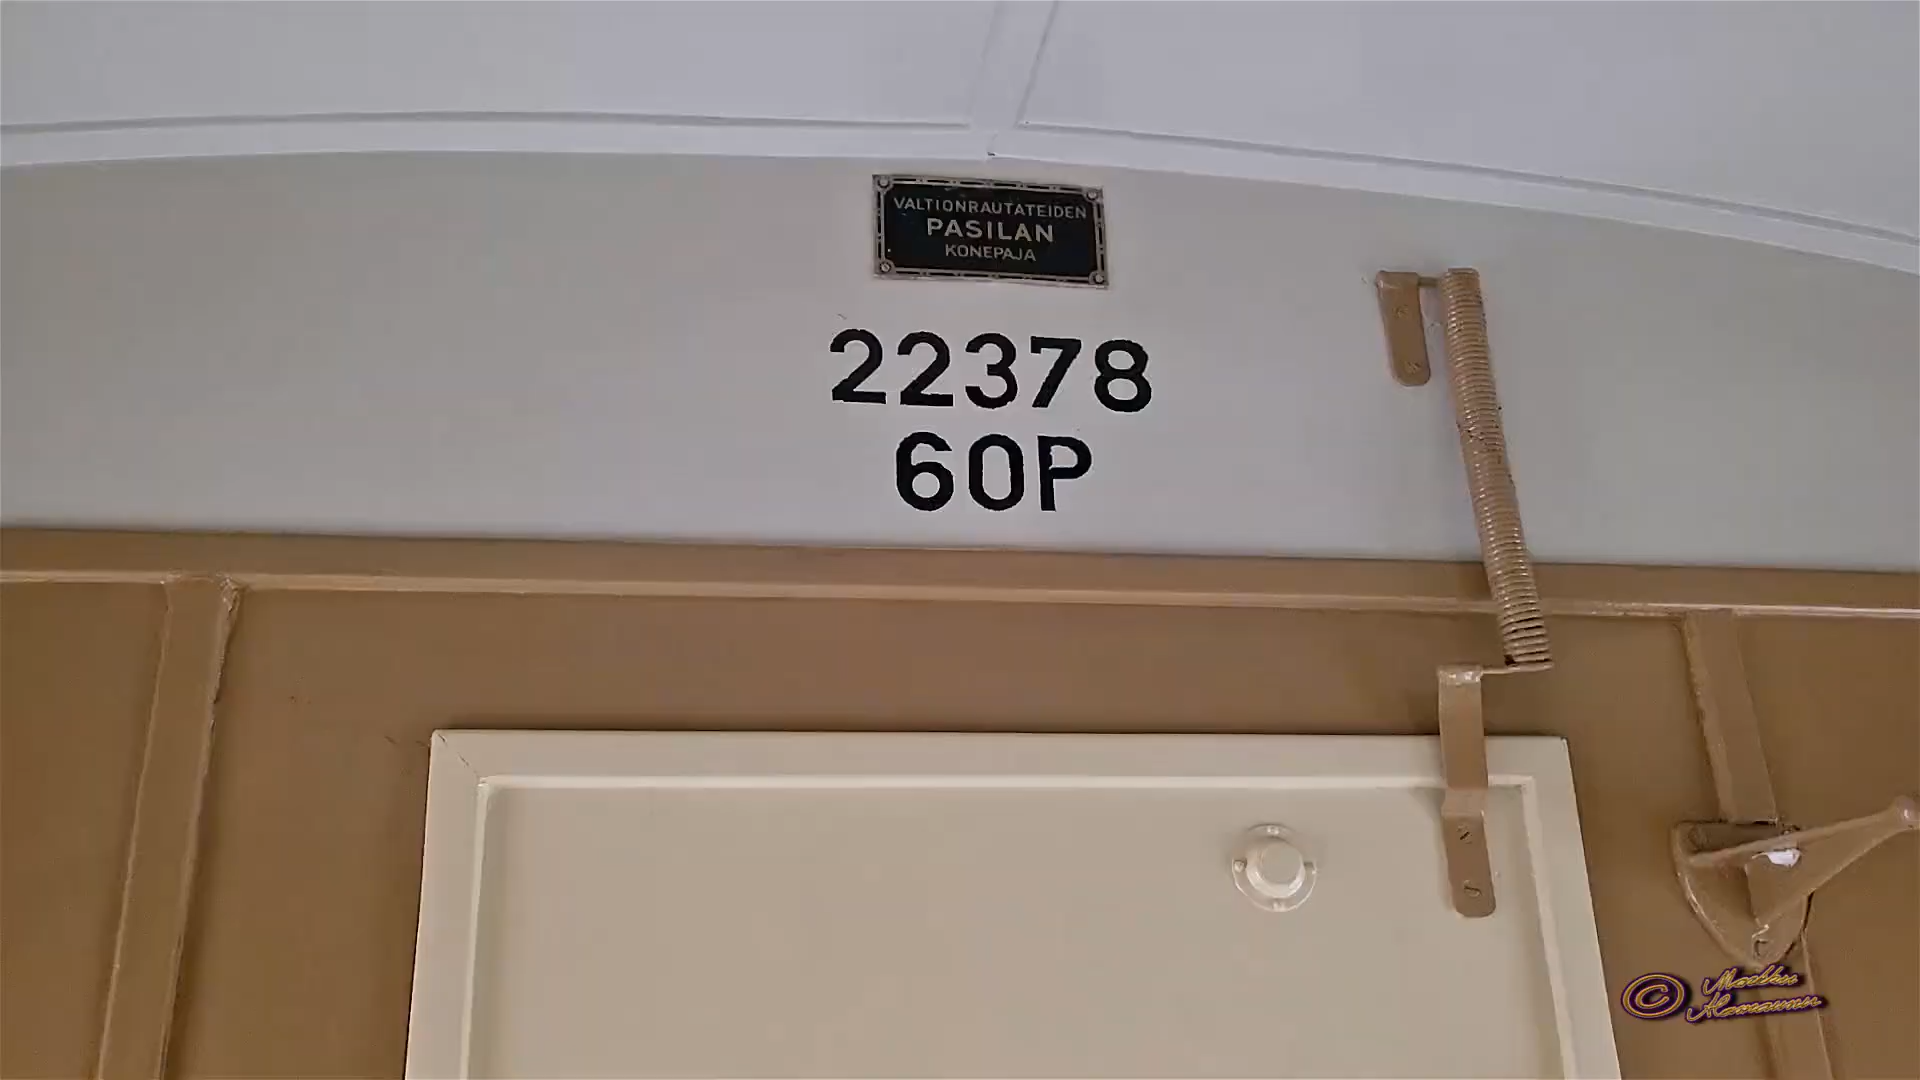 VALTIONRAUTATEIDEN
PASILAN
KONEPAJA
22378
60P
©